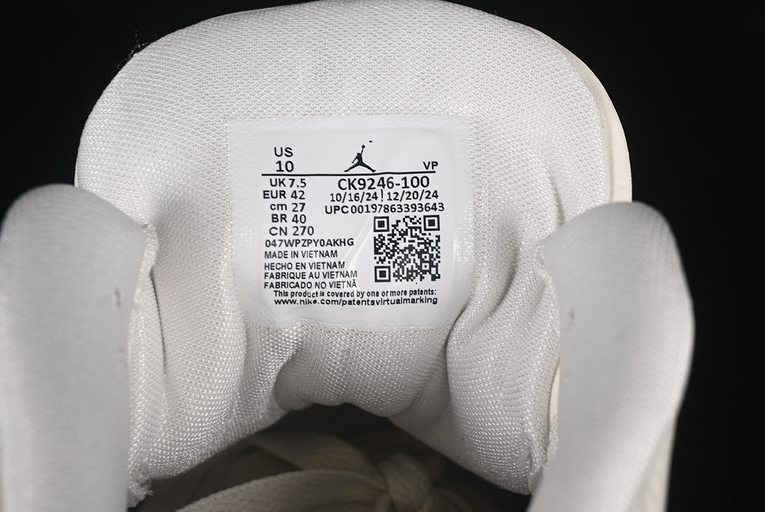 US
10
VP
UK 7.5
CK9246-100
EUR 42
10/16/24 12/20/24
cm 27
UPC 00197863393643
BR 40
CN 270
047WPZPY0AKHG
MADE IN VIETNAM
HECHO EN VIETNAM
FABRIQUE AU VIETNAM
FABRICADO NO VIETNÃ
This product is covered by one or more patents:
www.nike.com/patentsvirtualmarking